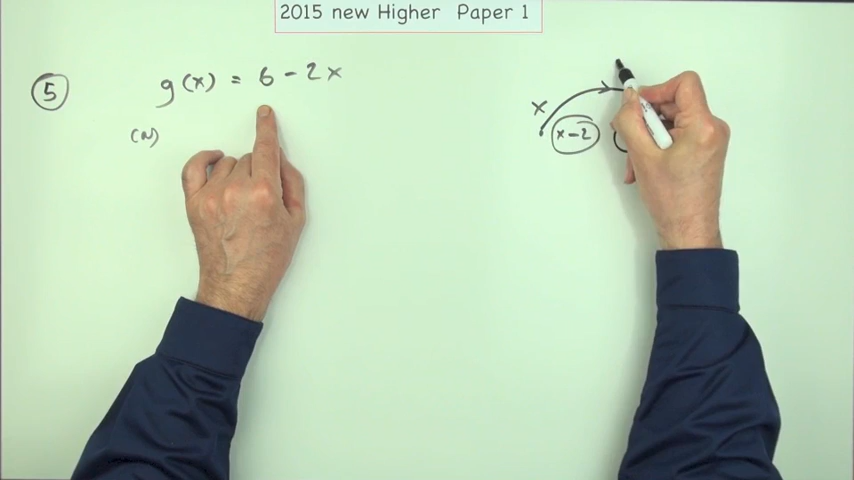 2015 new Higher Paper 1
5 g(x) = 6 - 2x
(a)
x
x-2